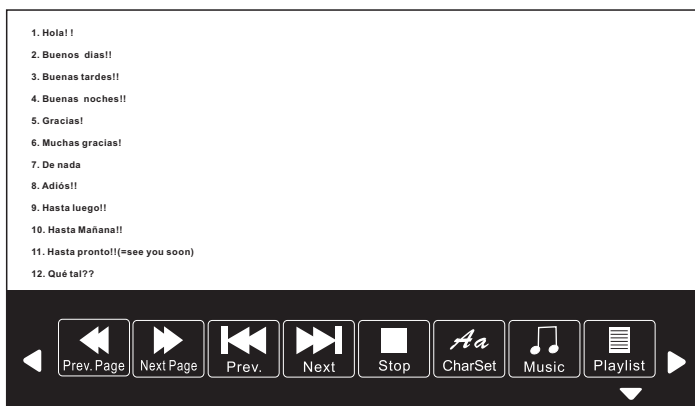 1. Hola! !
2. Buenos dias!!
3. Buenas tardes!!
4. Buenas noches!!
5. Gracias!
6. Muchas gracias!
7. De nada
8. Adiós!!
9. Hasta luego!!
10. Hasta Mañana!!
11. Hasta pronto!!(=see you soon)
12. Qué tal??
Prev. Page Next Page Prev. Next Stop Aa CharSet Music Playlist